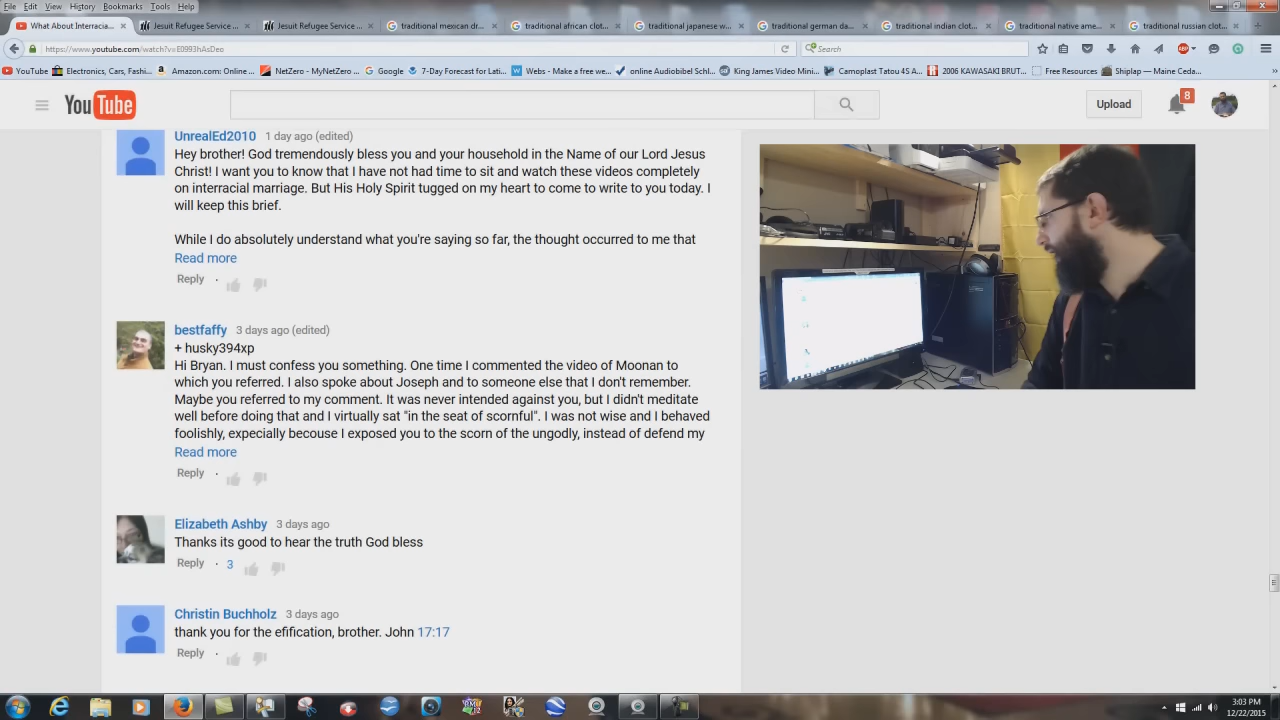 File Edit View History Bookmarks Tools Help
What About Interracia... Jesuit Refugee Service ... Jesuit Refugee Service ... traditional mexican dr... traditional african clot... traditional japanese w... traditional german da... traditional indian clot... traditional native ame... traditional russian clot...
https://www.youtube.com/watch?v=E0993hAsDeo Search
YouTube Electronics, Cars, Fashi... Amazon.com: Online ... NetZero - MyNetZero ... Google 7-Day Forecast for Lati... Webs - Make a free we... online Audiobibel Schl... King James Video Mini... Camoplast Tatou 4S A... 2006 KAWASAKI BRUT... Free Resources Shiplap — Maine Ceda...
YouTube Upload 8
UnrealEd2010 1 day ago (edited)
Hey brother! God tremendously bless you and your household in the Name of our Lord Jesus
Christ! I want you to know that I have not had time to sit and watch these videos completely
on interracial marriage. But His Holy Spirit tugged on my heart to come to write to you today. I
will keep this brief.
While I do absolutely understand what you're saying so far, the thought occurred to me that
Read more
Reply ·
bestfaffy 3 days ago (edited)
+ husky394xp
Hi Bryan. I must confess you something. One time I commented the video of Moonan to
which you referred. I also spoke about Joseph and to someone else that I don't remember.
Maybe you referred to my comment. It was never intended against you, but I didn't meditate
well before doing that and I virtually sat "in the seat of scornful". I was not wise and I behaved
foolishly, expecially becouse I exposed you to the scorn of the ungodly, instead of defend my
Read more
Reply ·
Elizabeth Ashby 3 days ago
Thanks its good to hear the truth God bless
Reply · 3
Christin Buchholz 3 days ago
thank you for the efification, brother. John 17:17
Reply ·
3:03 PM
12/22/2015